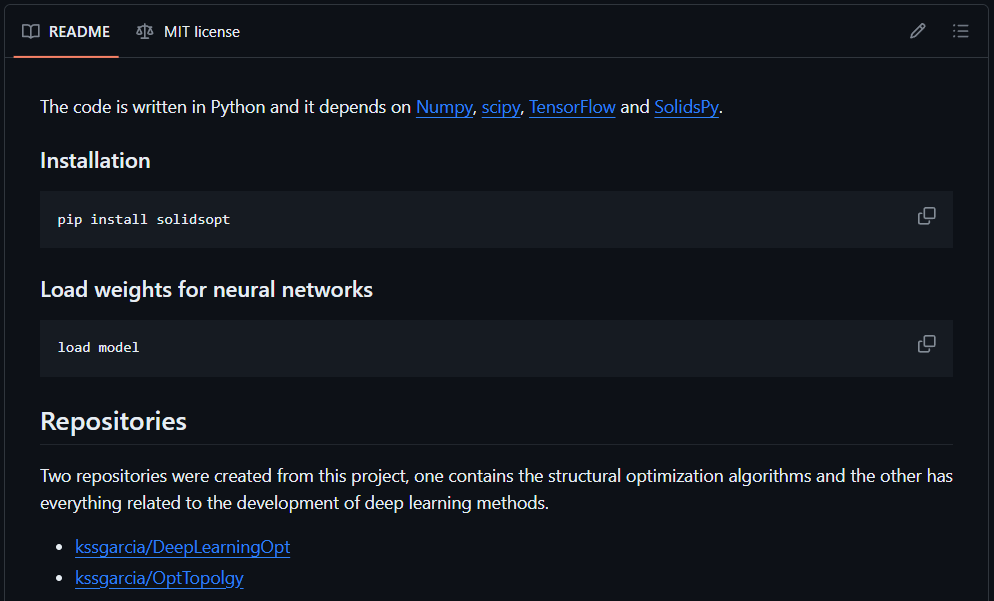 README MIT license
The code is written in Python and it depends on Numpy, scipy, TensorFlow and SolidsPy.
Installation
pip install solidsopt
Load weights for neural networks
load model
Repositories
Two repositories were created from this project, one contains the structural optimization algorithms and the other has
everything related to the development of deep learning methods.
• kssgarcia/DeepLearningOpt
• kssgarcia/OptTopolgy